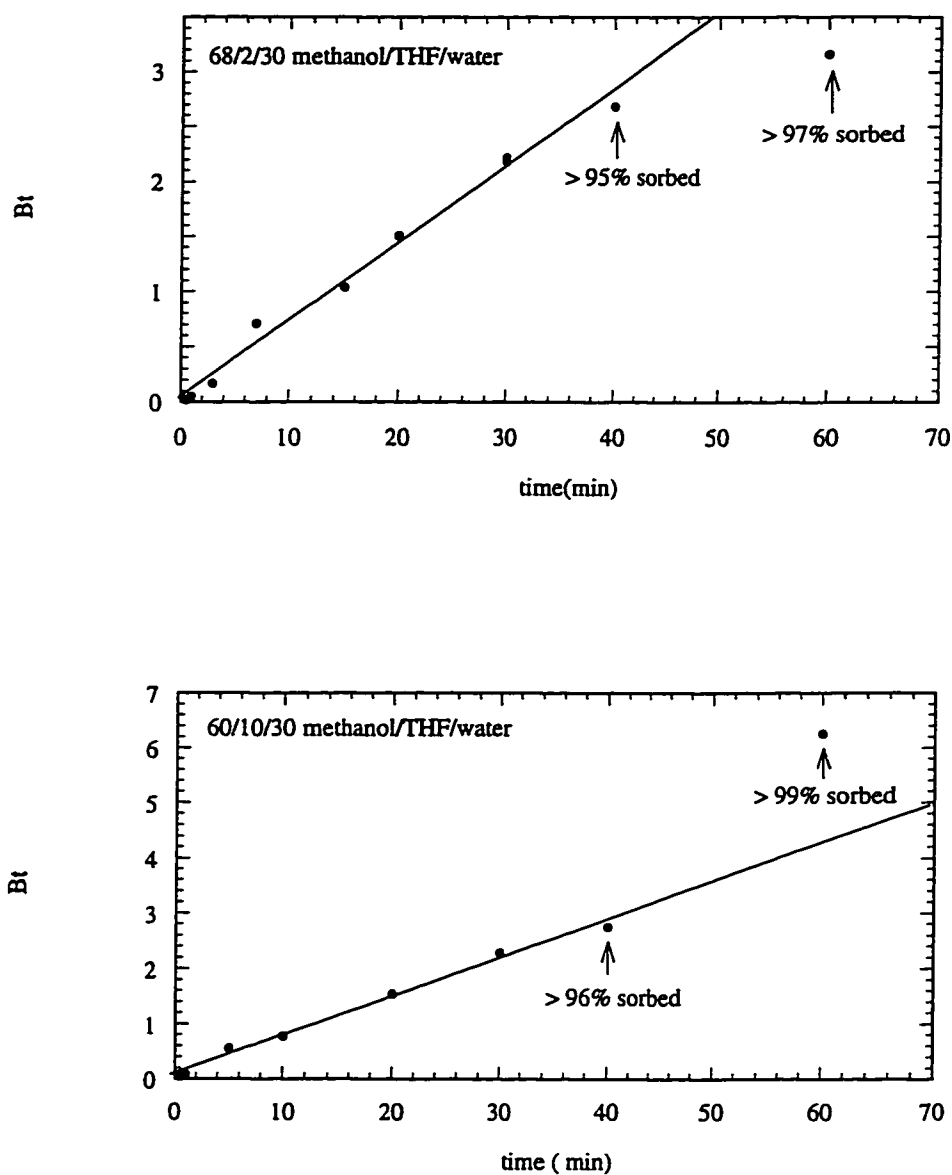 68/2/30 methanol/THF/water
3
> 97% sorbed
> 95% sorbed
2
Bt
1
0
0 10 20 30 40 50 60 70
time(min)
7
60/10/30 methanol/THF/water
6
> 99% sorbed
5
4
Bt
3
2
> 96% sorbed
1
0
0 10 20 30 40 50 60 70
time ( min)